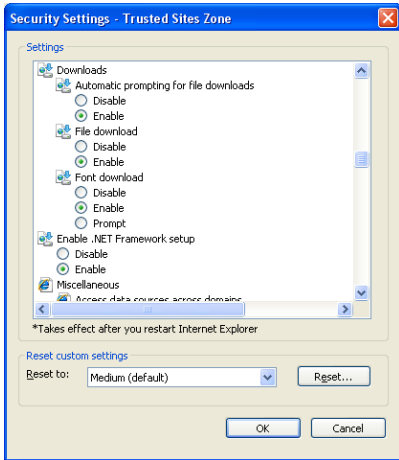 Security Settings - Trusted Sites Zone
Settings
Downloads
Automatic prompting for file downloads
Disable
Enable
File download
Disable
Enable
Font download
Disable
Enable
Prompt
Enable .NET Framework setup
Disable
Enable
Miscellaneous
Access data sources across domains
*Takes effect after you restart Internet Explorer
Reset custom settings
Reset to: Medium (default) Reset...
OK Cancel